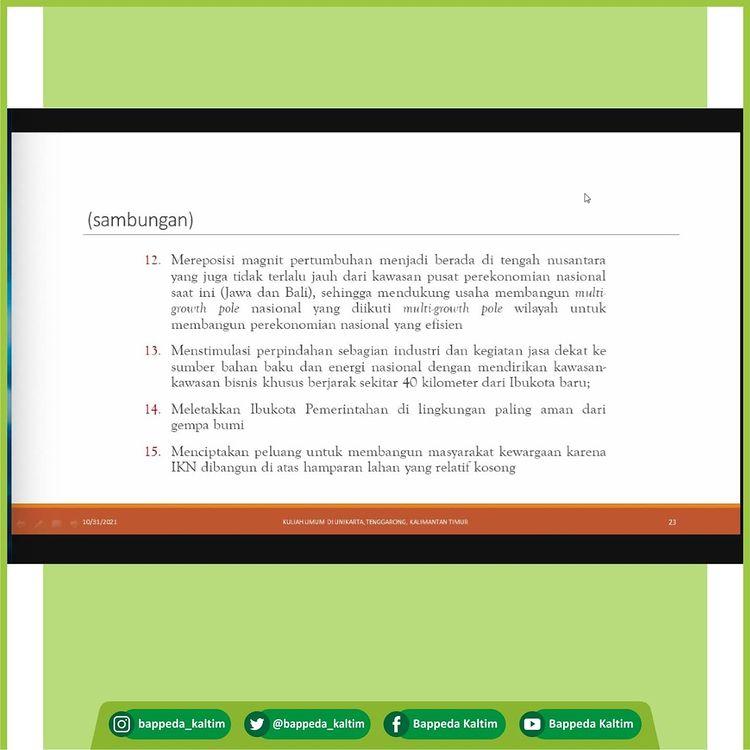 (sambungan)
12. Mereposisi magnit pertumbuhan menjadi berada di tengah nusantara
yang juga tidak terlalu jauh dari kawasan pusat perekonomian nasional
saat ini (Jawa dan Bali), sehingga mendukung usaha membangun multi-
growth pole nasional yang diikuti multi-growth pole wilayah untuk
membangun perekonomian nasional yang efisien
13. Menstimulasi perpindahan sebagian industri dan kegiatan jasa dekat ke
sumber bahan baku dan energi nasional dengan mendirikan kawasan-
kawasan bisnis khusus berjarak sekitar 40 kilometer dari Ibukota baru;
14. Meletakkan Ibukota Pemerintahan di lingkungan paling aman dari
gempa bumi
15. Menciptakan peluang untuk membangun masyarakat kewargaan karena
IKN dibangun di atas hamparan lahan yang relatif kosong
10/31/2021 KULIAH UMUM DI UNIKARTA, TENGGARONG, KALIMANTAN TIMUR 23
bappeda_kaltim @bappeda_kaltim Bappeda Kaltim Bappeda Kaltim